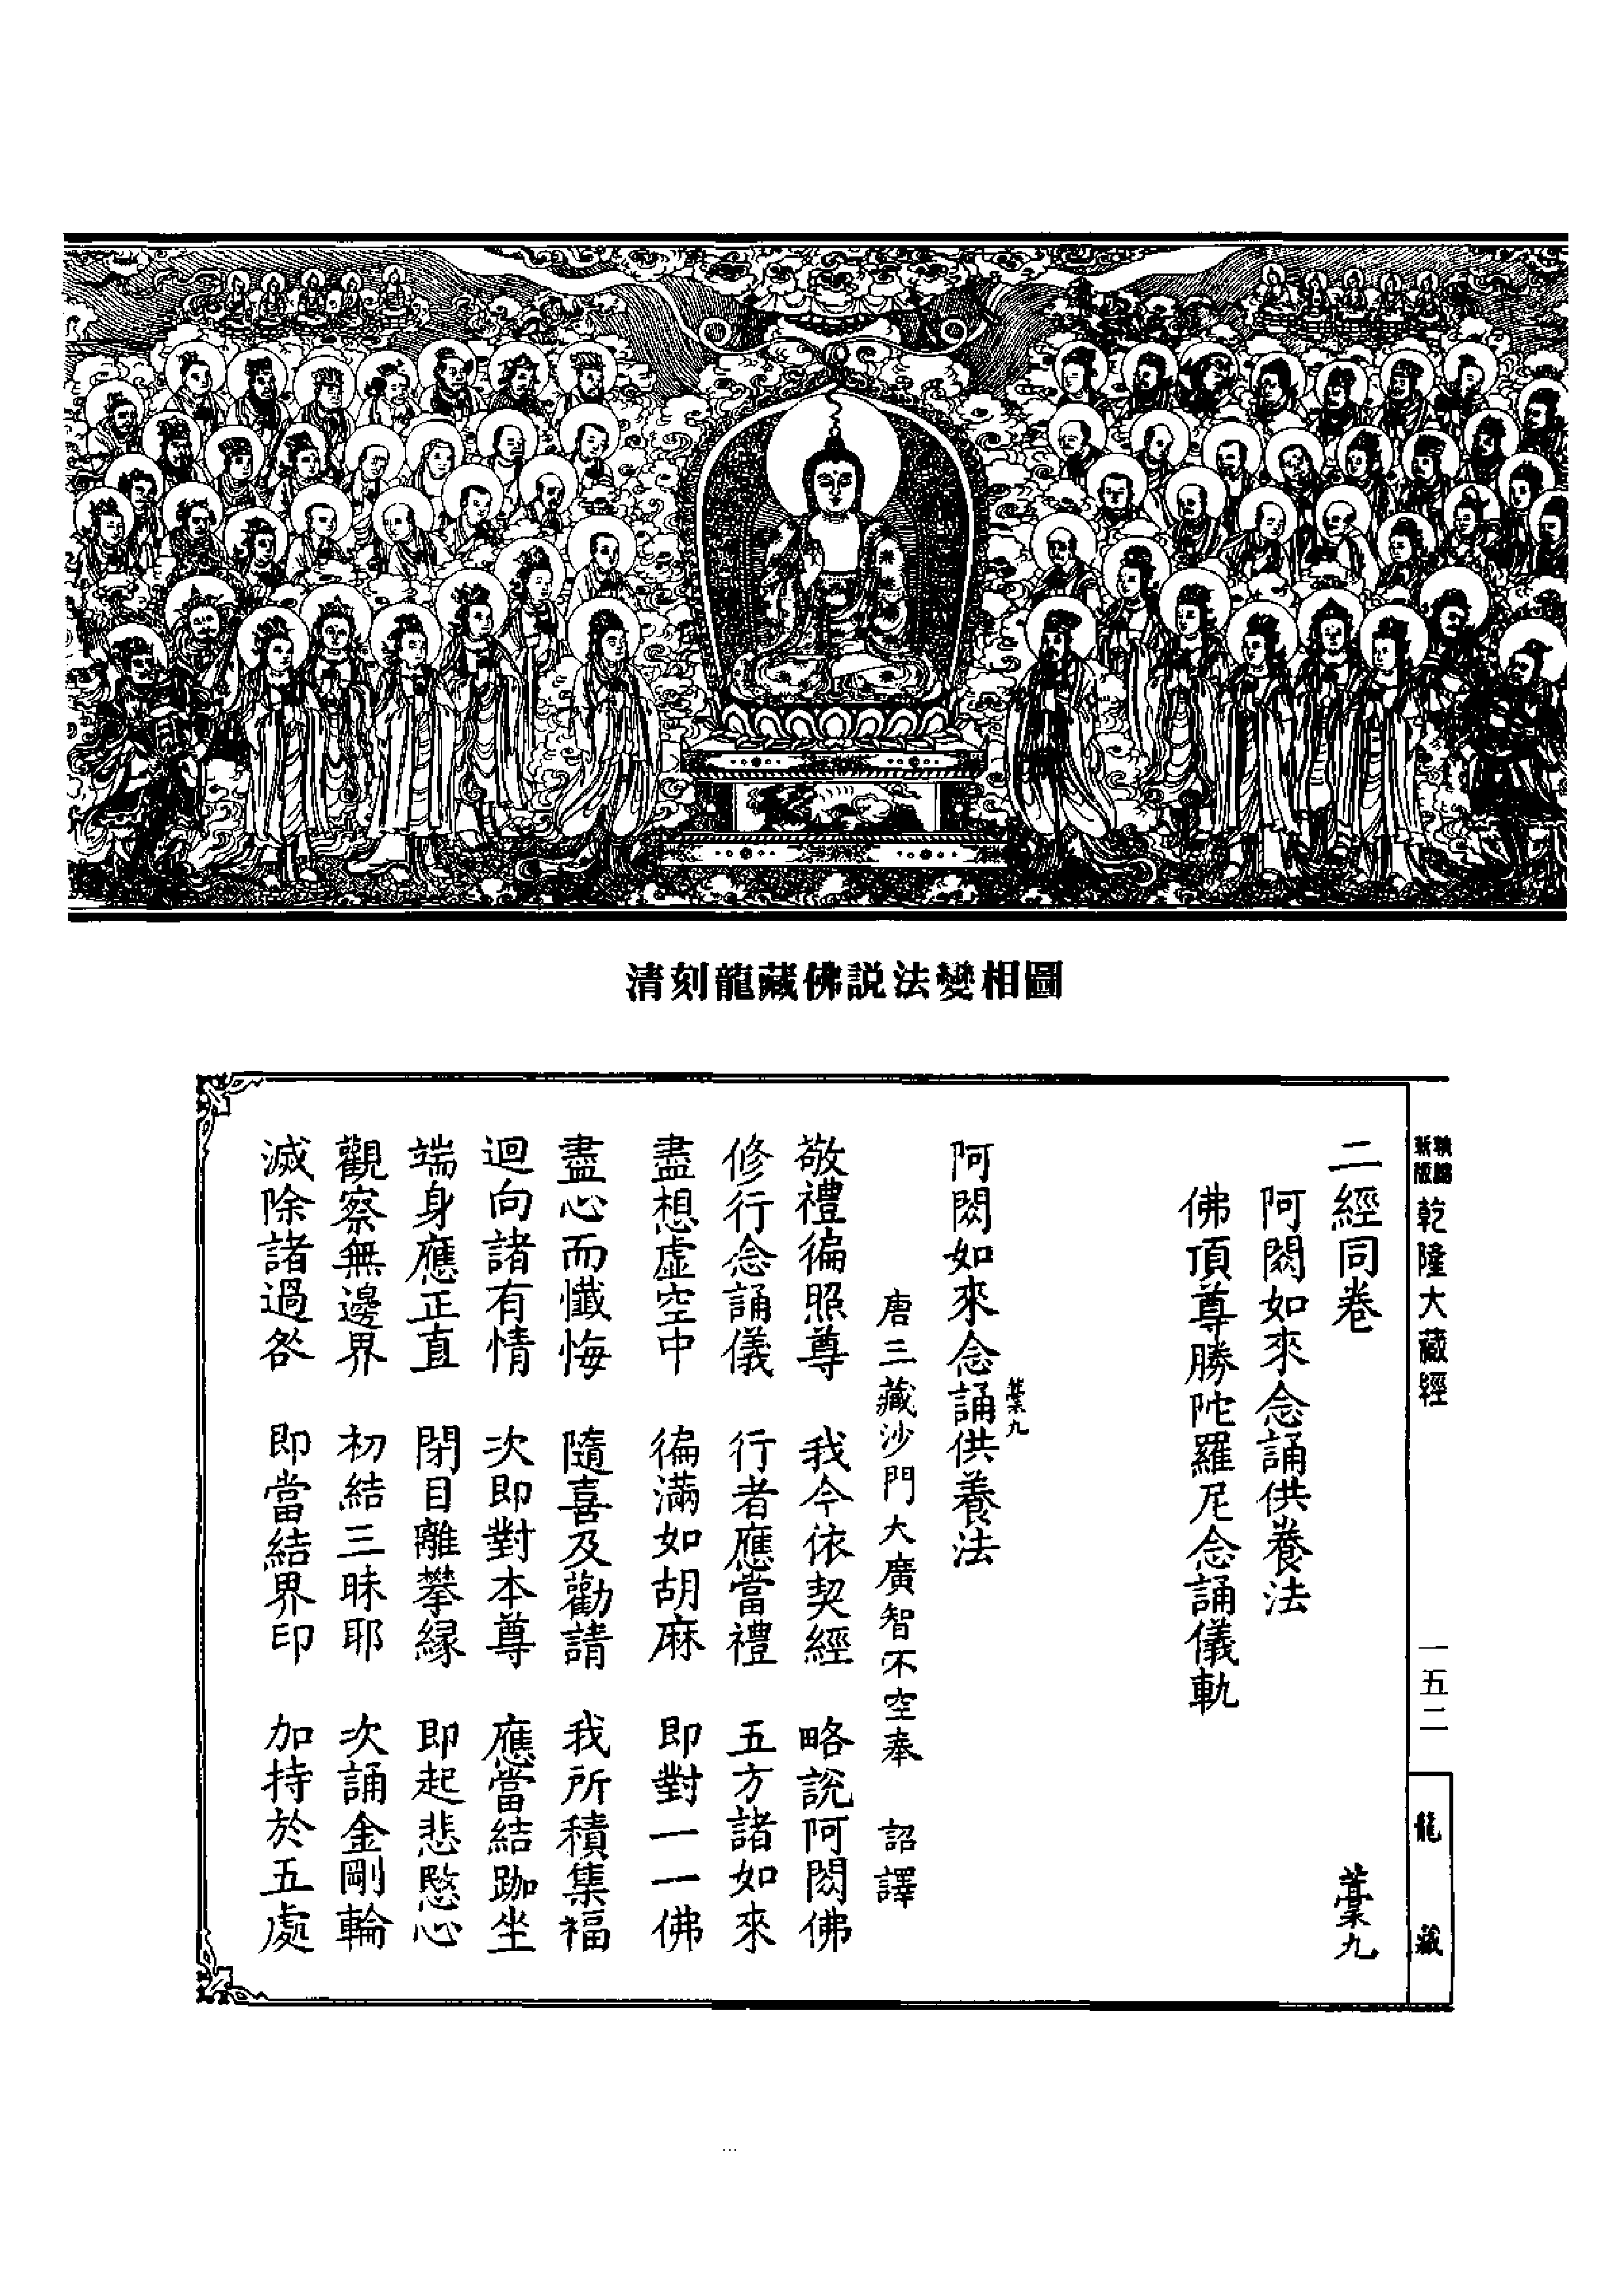 清刻龍藏佛説法變相圖
新編
新版
乾隆大藏經
一五二
龍藏
二經同卷 藁九
阿閦如來念誦供養法
佛頂尊勝陀羅尼念誦儀軌
阿閦如來念誦供養法 藁九
唐三藏沙門大廣智不空奉 詔譯
敬禮徧照尊 我今依契經 略說阿閦佛
修行念誦儀 行者應當禮 五方諸如來
盡想虛空中 徧滿如胡麻 即對一一佛
盡心而懺悔 隨喜及勸請 我所積集福
迴向諸有情 次即對本尊 應當結跏坐
端身應正直 閉目離攀緣 即起悲愍心
觀察無邊界 初結三昧耶 次誦金剛輪
滅除諸過咎 即當結界印 加持於五處